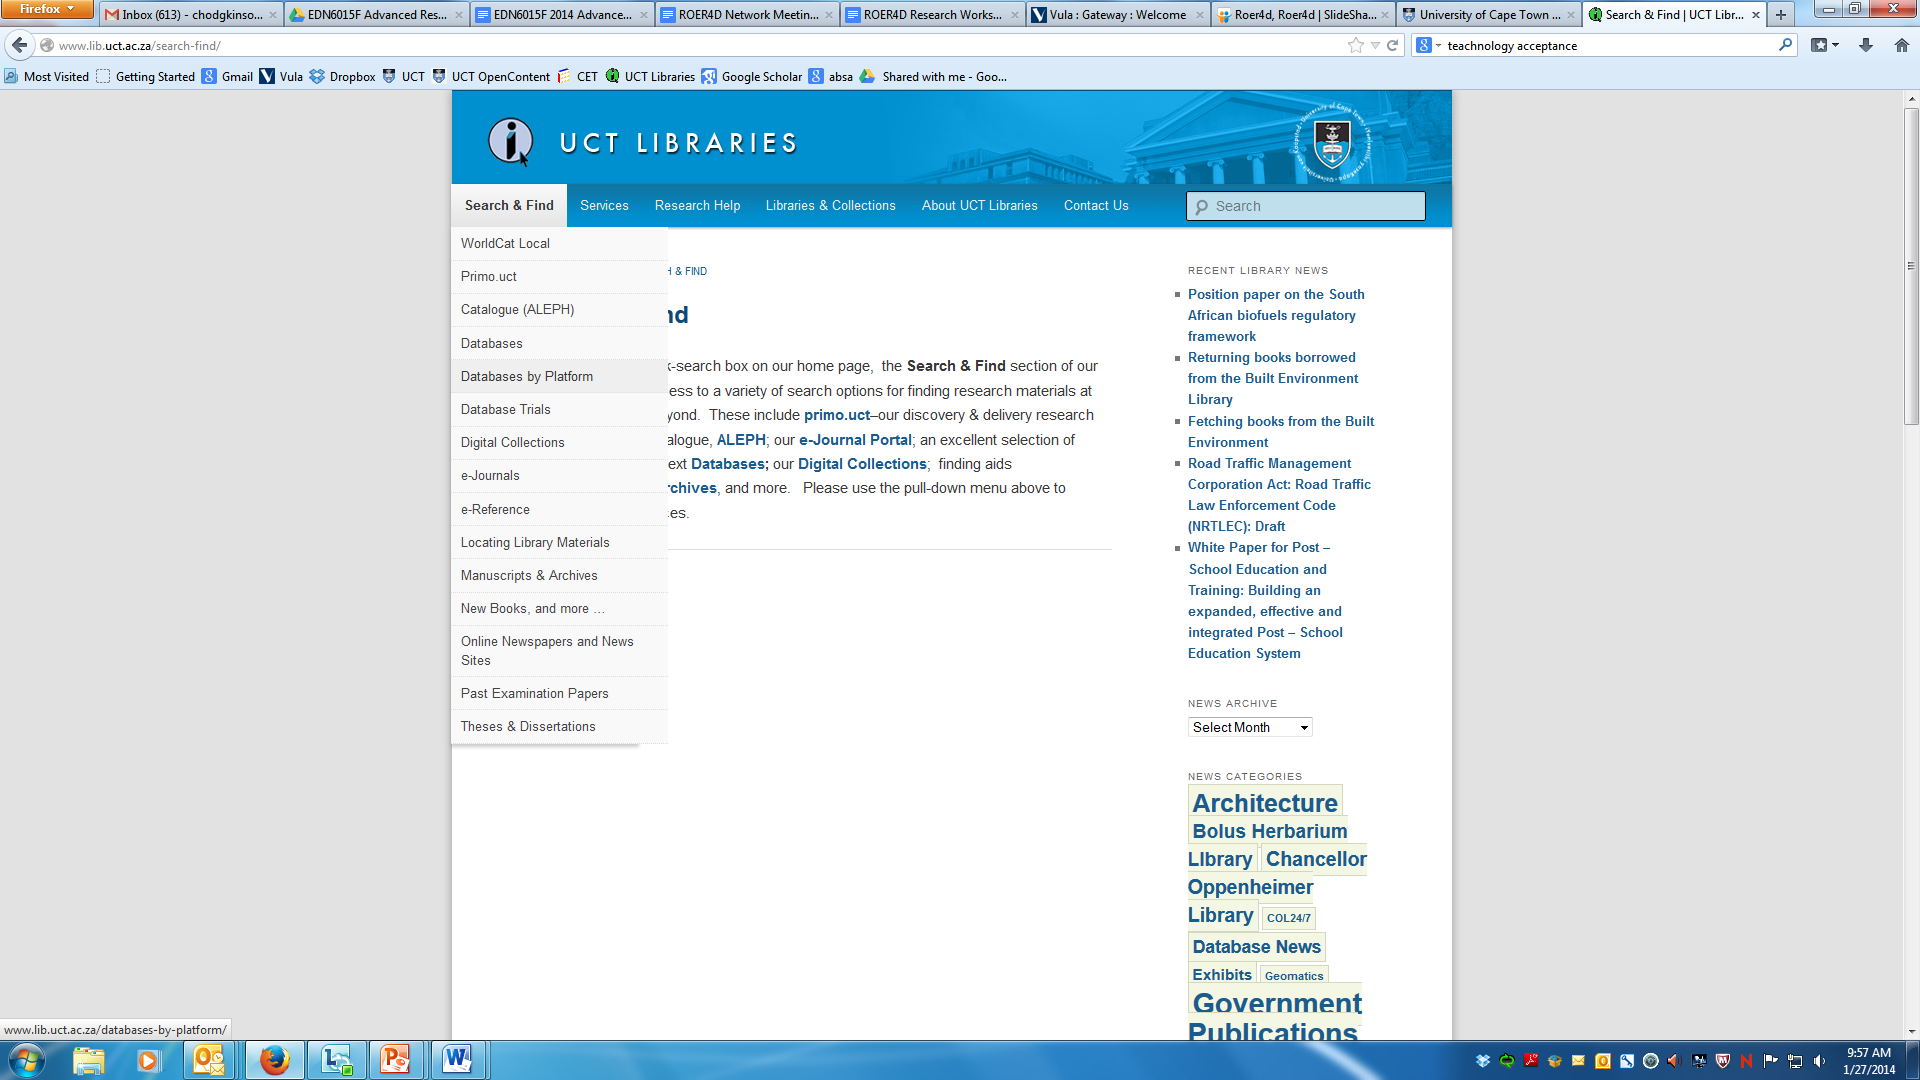 Firefox
Inbox (613) - chodgkinso...
EDN6015F Advanced Res...
EDN6015F 2014 Advance...
ROER4D Network Meetin...
ROER4D Research Works...
Vula : Gateway : Welcome
Roer4d, Roer4d | SlideSha...
University of Cape Town ...
Search & Find | UCT Libr...
www.lib.uct.ac.za/search-find/
teachnology acceptance
Most Visited
Getting Started
Gmail
Vula
Dropbox
UCT
UCT OpenContent
CET
UCT Libraries
Google Scholar
absa
Shared with me - Goo...
UCT LIBRARIES
Search & Find
Services
Research Help
Libraries & Collections
About UCT Libraries
Contact Us
Search
WorldCat Local
Primo.uct
Catalogue (ALEPH)
Databases
Databases by Platform
Database Trials
Digital Collections
e-Journals
e-Reference
Locating Library Materials
Manuscripts & Archives
New Books, and more ...
Online Newspapers and News
Sites
Past Examination Papers
Theses & Dissertations
H & FIND
nd
k-search box on our home page, the Search & Find section of our
ess to a variety of search options for finding research materials at
yond. These include primo.uct–our discovery & delivery research
alogue, ALEPH; our e-Journal Portal; an excellent selection of
ext Databases; our Digital Collections; finding aids
rchives, and more. Please use the pull-down menu above to
ces.
RECENT LIBRARY NEWS
Position paper on the South
African biofuels regulatory
framework
Returning books borrowed
from the Built Environment
Library
Fetching books from the Built
Environment
Road Traffic Management
Corporation Act: Road Traffic
Law Enforcement Code
(NRTLEC): Draft
White Paper for Post –
School Education and
Training: Building an
expanded, effective and
integrated Post – School
Education System
NEWS ARCHIVE
Select Month
NEWS CATEGORIES
Architecture
Bolus Herbarium
LIbrary Chancellor
Oppenheimer
Library COL24/7
Database News
Exhibits Geomatics
Government
Publications
www.lib.uct.ac.za/databases-by-platform/
9:57 AM
1/27/2014